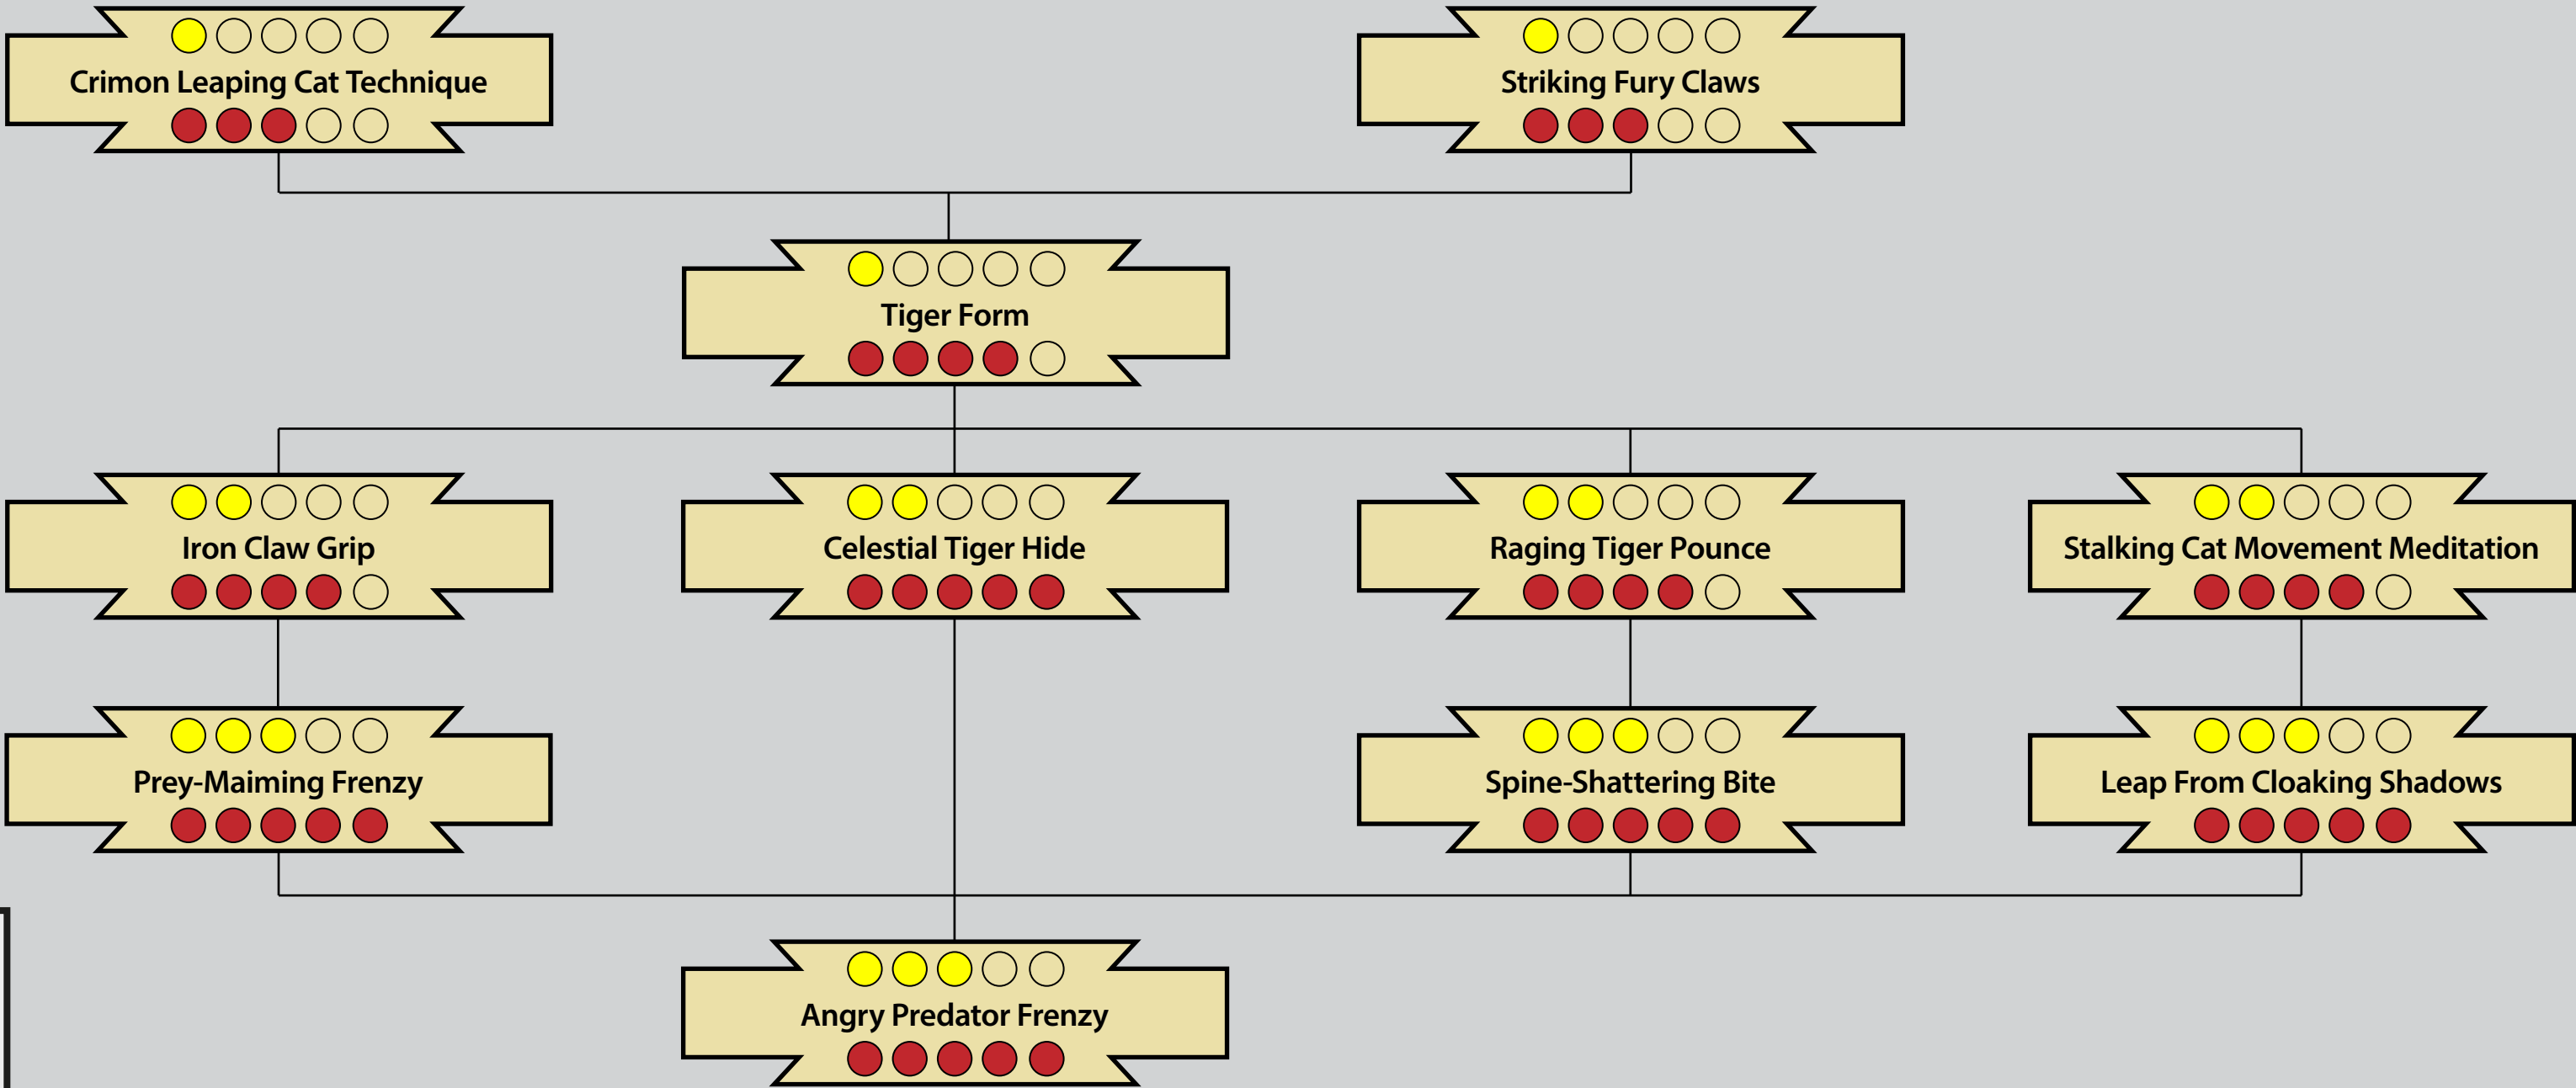 Crimon Leaping Cat Technique
Striking Fury Claws
Tiger Form
Iron Claw Grip
Celestial Tiger Hide
Raging Tiger Pounce
Stalking Cat Movement Meditation
Prey-Maiming Frenzy
Spine-Shattering Bite
Leap From Cloaking Shadows
Angry Predator Frenzy